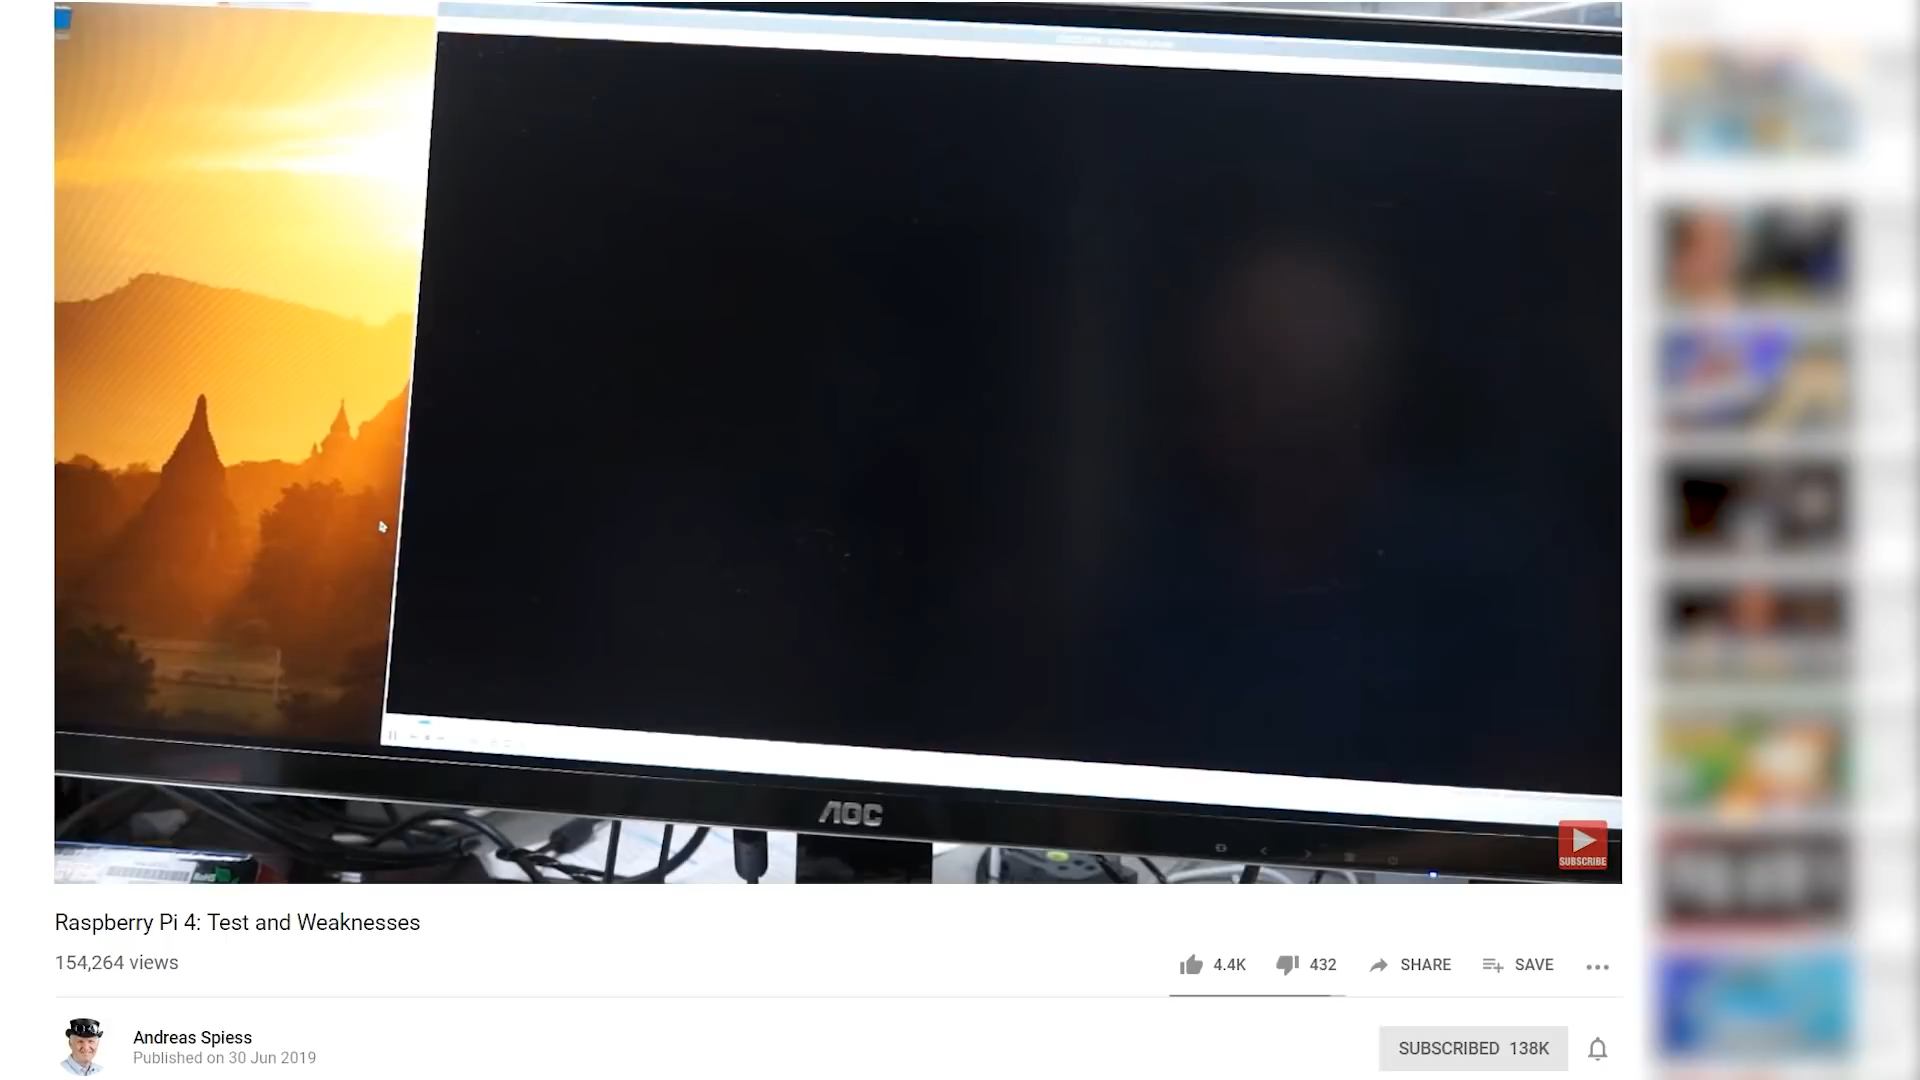 AOC
SUBSCRIBE
Raspberry Pi 4: Test and Weaknesses
154,264 views
4.4K
432
SHARE
SAVE
Andreas Spiess
Published on 30 Jun 2019
SUBSCRIBED 138K